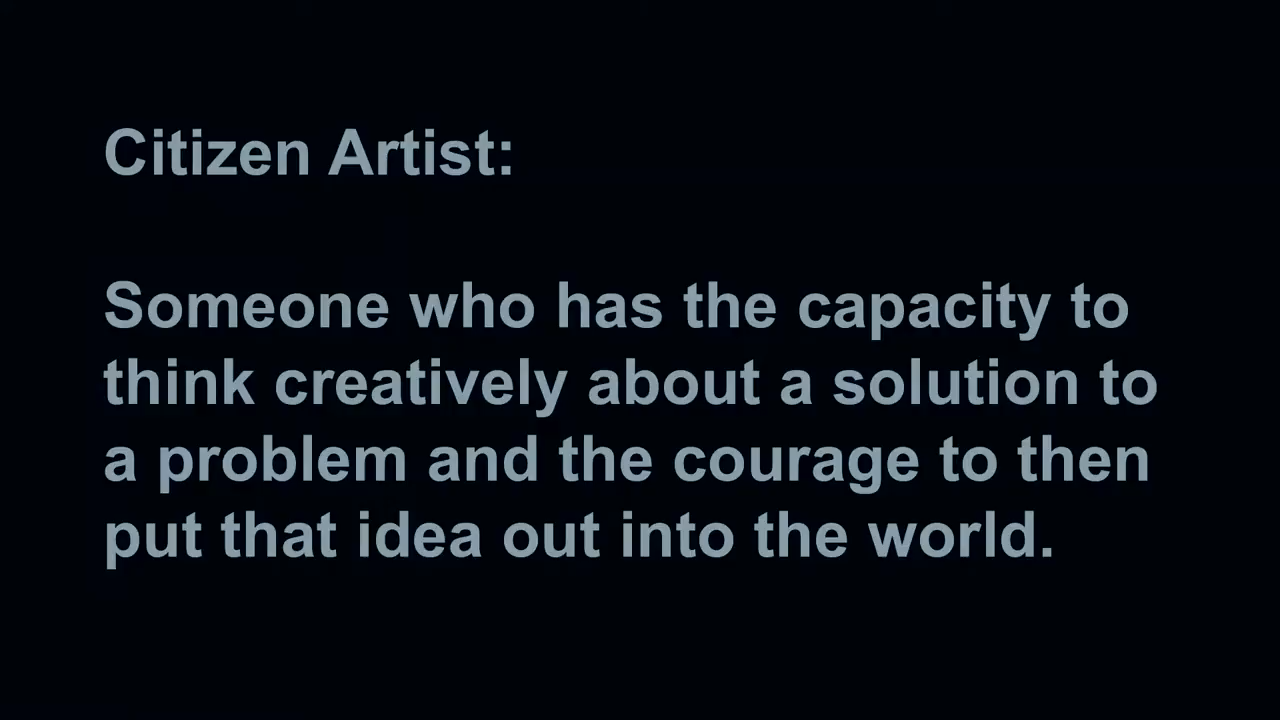 Citizen Artist:
Someone who has the capacity to
think creatively about a solution to
a problem and the courage to then
put that idea out into the world.